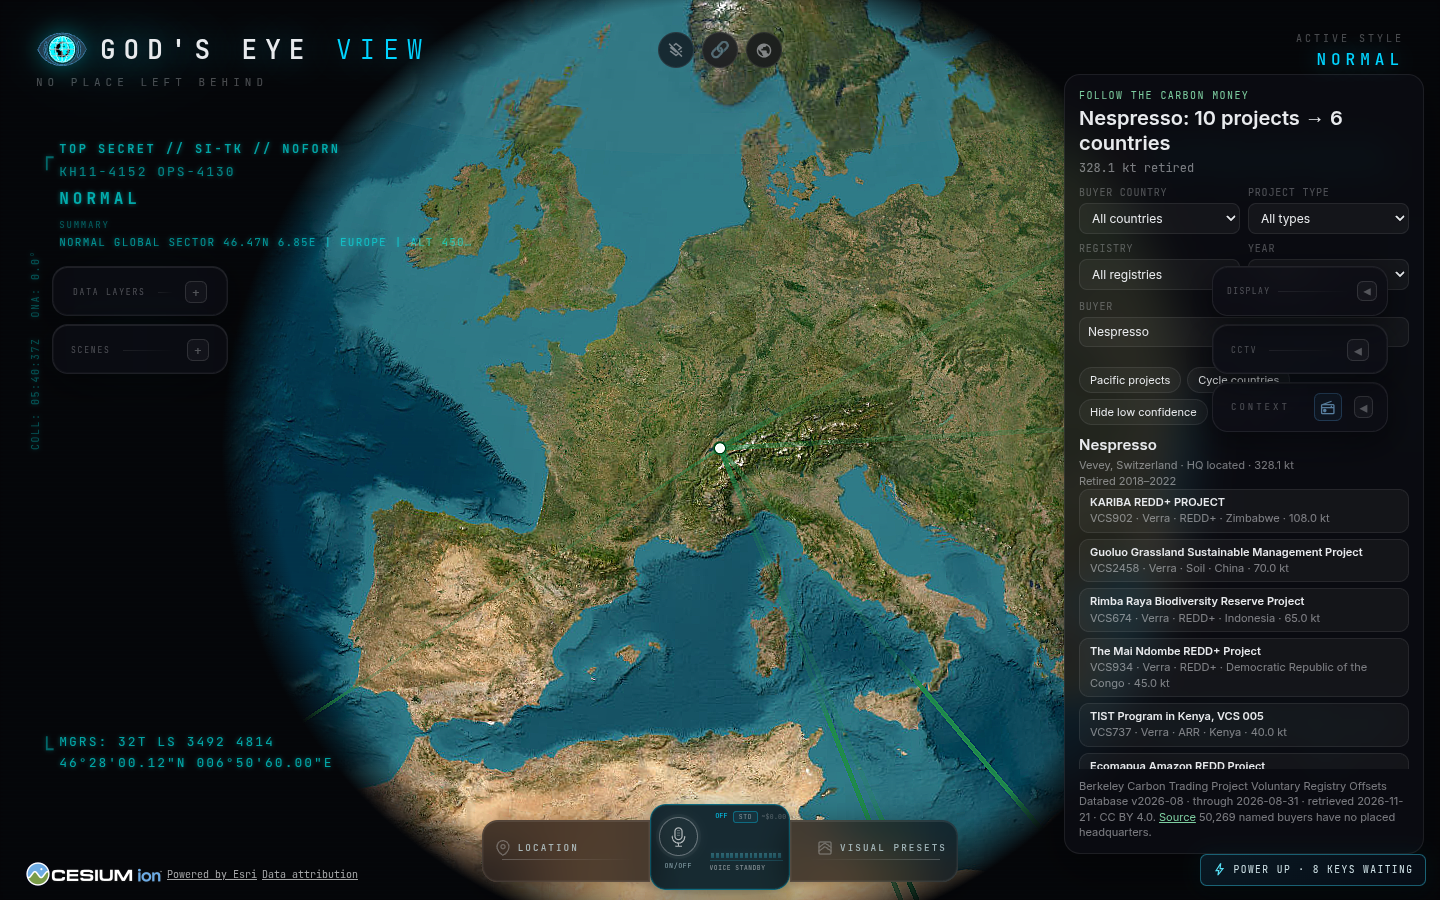 GOD'S EYE VIEW
NO PLACE LEFT BEHIND
TOP SECRET // SI-TK // NOFORN
KH11-4152 OPS-4130
NORMAL
SUMMARY
NORMAL GLOBAL SECTOR 46.47N 6.85E | EUROPE | ALT 450
COLL: 05:48:37Z ONA: 0.0°
DATA LAYERS +
SCENES +
MGRS: 32T LS 3492 4814
46°28'00.12"N 006°50'60.00"E
CESIUM ion Powered by Esri Data attribution
LOCATION
OFF STD
ON/OFF
VOICE STANDBY
VISUAL PRESETS
ACTIVE STYLE
NORMAL
FOLLOW THE CARBON MONEY
Nespresso: 10 projects → 6
countries
328.1 kt retired
BUYER COUNTRY PROJECT TYPE
All countries All types
REGISTRY YEAR
All registries
DISPLAY
BUYER
Nespresso
CCTV
Pacific projects Cycle countries
Hide low confidence
CONTEXT
Nespresso
Vevey, Switzerland · HQ located · 328.1 kt
Retired 2018–2022
KARIBA REDD+ PROJECT
VCS902 · Verra · REDD+ · Zimbabwe · 108.0 kt
Guoluo Grassland Sustainable Management Project
VCS2458 · Verra · Soil · China · 70.0 kt
Rimba Raya Biodiversity Reserve Project
VCS674 · Verra · REDD+ · Indonesia · 65.0 kt
The Mai Ndombe REDD+ Project
VCS934 · Verra · REDD+ · Democratic Republic of the
Congo · 45.0 kt
TIST Program in Kenya, VCS 005
VCS737 · Verra · ARR · Kenya · 40.0 kt
Ecomapua Amazon REDD Project
Berkeley Carbon Trading Project Voluntary Registry Offsets
Database v2026-08 · through 2026-08-31 · retrieved 2026-11-
21 · CC BY 4.0. Source 50,269 named buyers have no placed
headquarters.
POWER UP · 8 KEYS WAITING